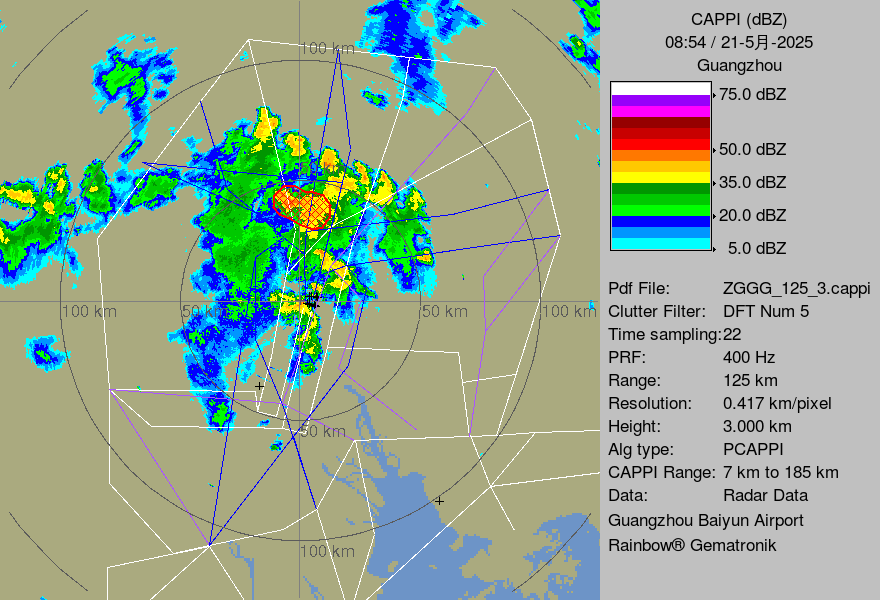 CAPPI (dBZ)
08:54 / 21-5月-2025
Guangzhou
75.0 dBZ
50.0 dBZ
35.0 dBZ
20.0 dBZ
5.0 dBZ
Pdf File: ZGGG_125_3.cappi
Clutter Filter: DFT Num 5
Time sampling:22
PRF: 400 Hz
Range: 125 km
Resolution: 0.417 km/pixel
Height: 3.000 km
Alg type: PCAPPI
CAPPI Range: 7 km to 185 km
Data: Radar Data
Guangzhou Baiyun Airport
Rainbow® Gematronik
100 km
100 km
50 km
50 km
100 km
50 km
100 km